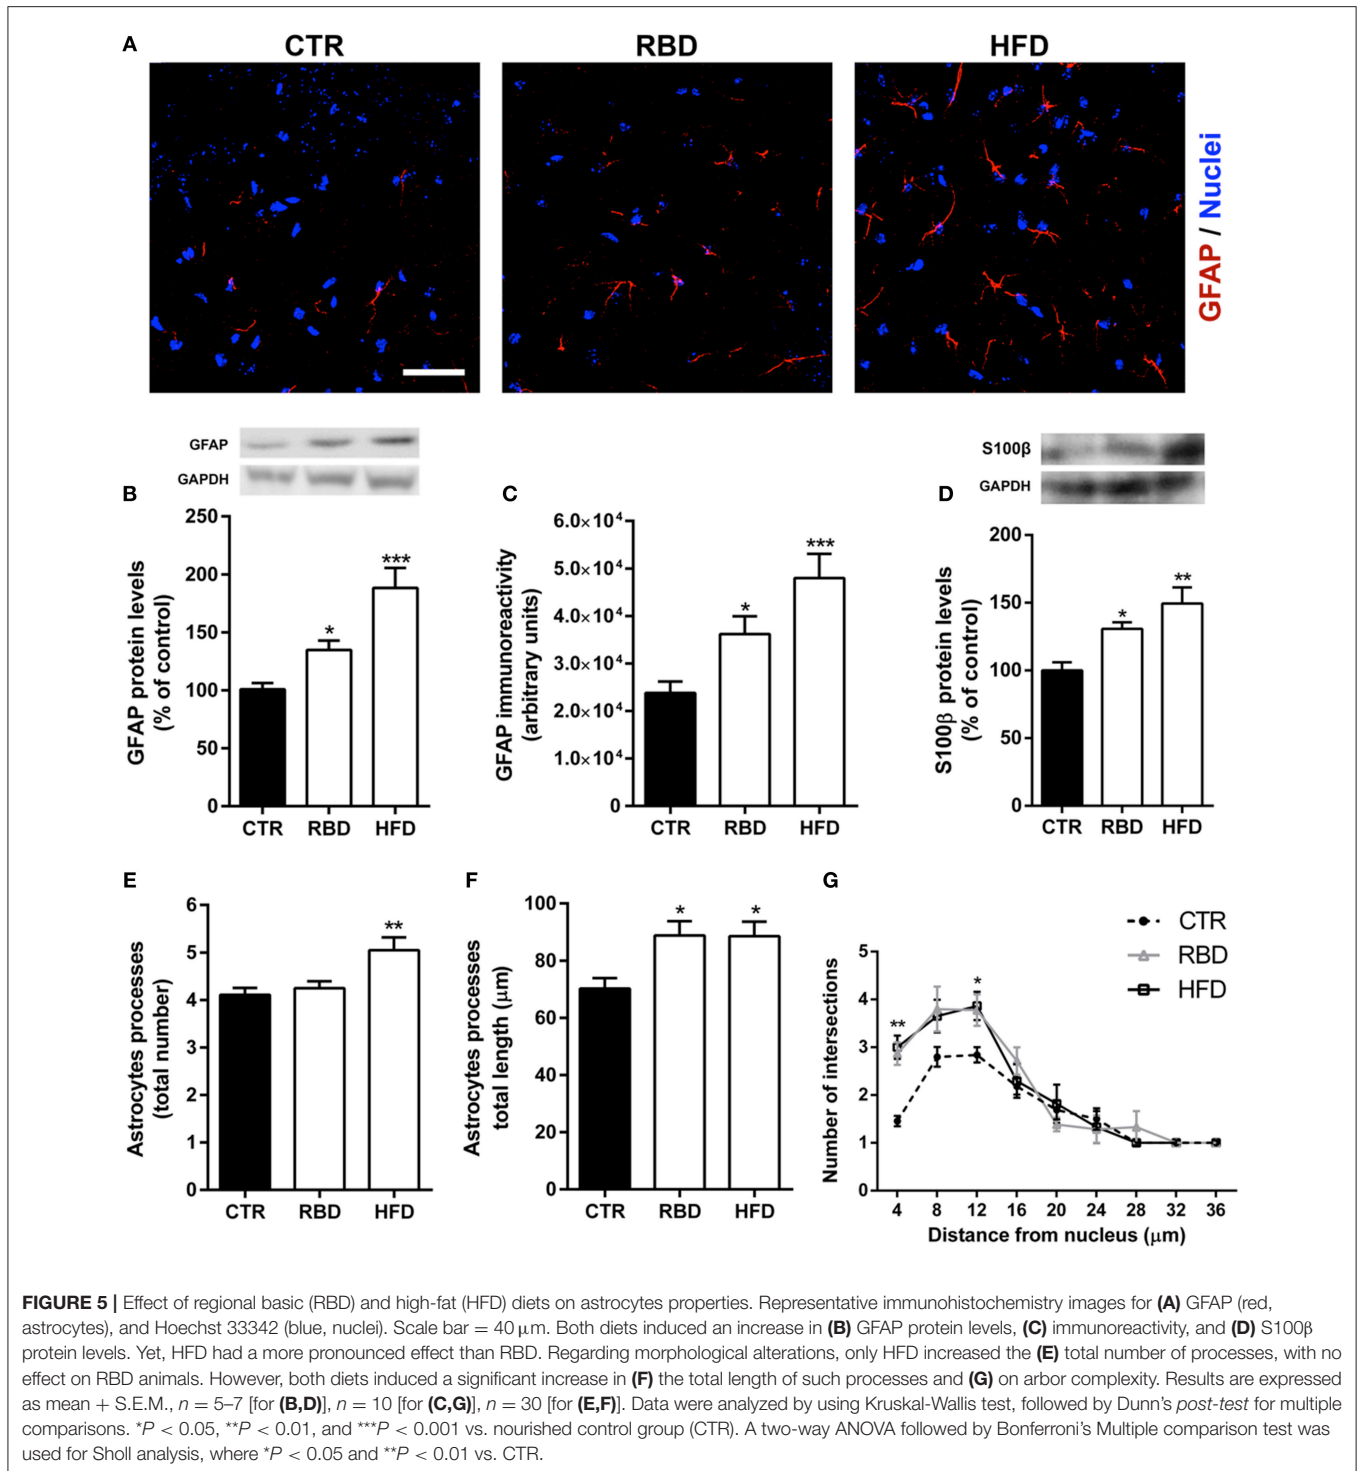 A
CTR
RBD
HFD
GFAP / Nuclei
GFAP
GAPDH
B
250
200
150
100
50
0
GFAP protein levels
(% of control)
*
***
CTR RBD HFD
C
6.0×10⁴
5.0×10⁴
4.0×10⁴
3.0×10⁴
2.0×10⁴
1.0×10⁴
0
GFAP immunoreactivity
(arbitrary units)
*
***
CTR RBD HFD
S100β
GAPDH
D
200
150
100
50
0
S100β protein levels
(% of control)
*
**
CTR RBD HFD
E
6
5
4
3
2
1
0
Astrocytes processes
(total number)
**
CTR RBD HFD
F
100
80
60
40
20
0
Astrocytes processes
total length (μm)
*
*
CTR RBD HFD
G
CTR
RBD
HFD
5
4
3
2
1
0
Number of intersections
**
*
4 8 12 16 20 24 28 32 36
Distance from nucleus (μm)
FIGURE 5 | Effect of regional basic (RBD) and high-fat (HFD) diets on astrocytes properties. Representative immunohistochemistry images for (A) GFAP (red,
astrocytes), and Hoechst 33342 (blue, nuclei). Scale bar = 40 μm. Both diets induced an increase in (B) GFAP protein levels, (C) immunoreactivity, and (D) S100β
protein levels. Yet, HFD had a more pronounced effect than RBD. Regarding morphological alterations, only HFD increased the (E) total number of processes, with no
effect on RBD animals. However, both diets induced a significant increase in (F) the total length of such processes and (G) on arbor complexity. Results are expressed
as mean + S.E.M., n = 5–7 [for (B,D)], n = 10 [for (C,G)], n = 30 [for (E,F)]. Data were analyzed by using Kruskal-Wallis test, followed by Dunn's post-test for multiple
comparisons. *P < 0.05, **P < 0.01, and ***P < 0.001 vs. nourished control group (CTR). A two-way ANOVA followed by Bonferroni's Multiple comparison test was
used for Sholl analysis, where *P < 0.05 and **P < 0.01 vs. CTR.